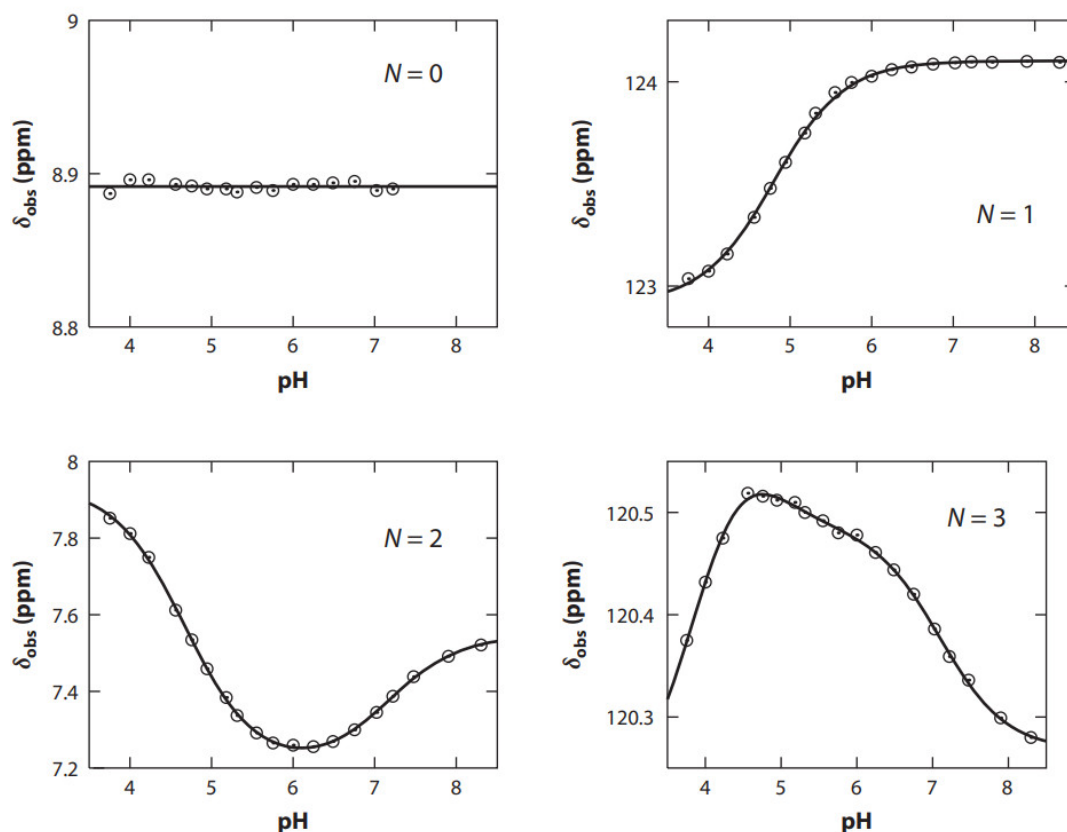 9
8.9
8.8
δobs (ppm)
N = 0
4 5 6 7 8
pH
124
123
δobs (ppm)
N = 1
4 5 6 7 8
pH
8
7.8
7.6
7.4
7.2
δobs (ppm)
N = 2
4 5 6 7 8
pH
120.5
120.4
120.3
δobs (ppm)
N = 3
4 5 6 7 8
pH